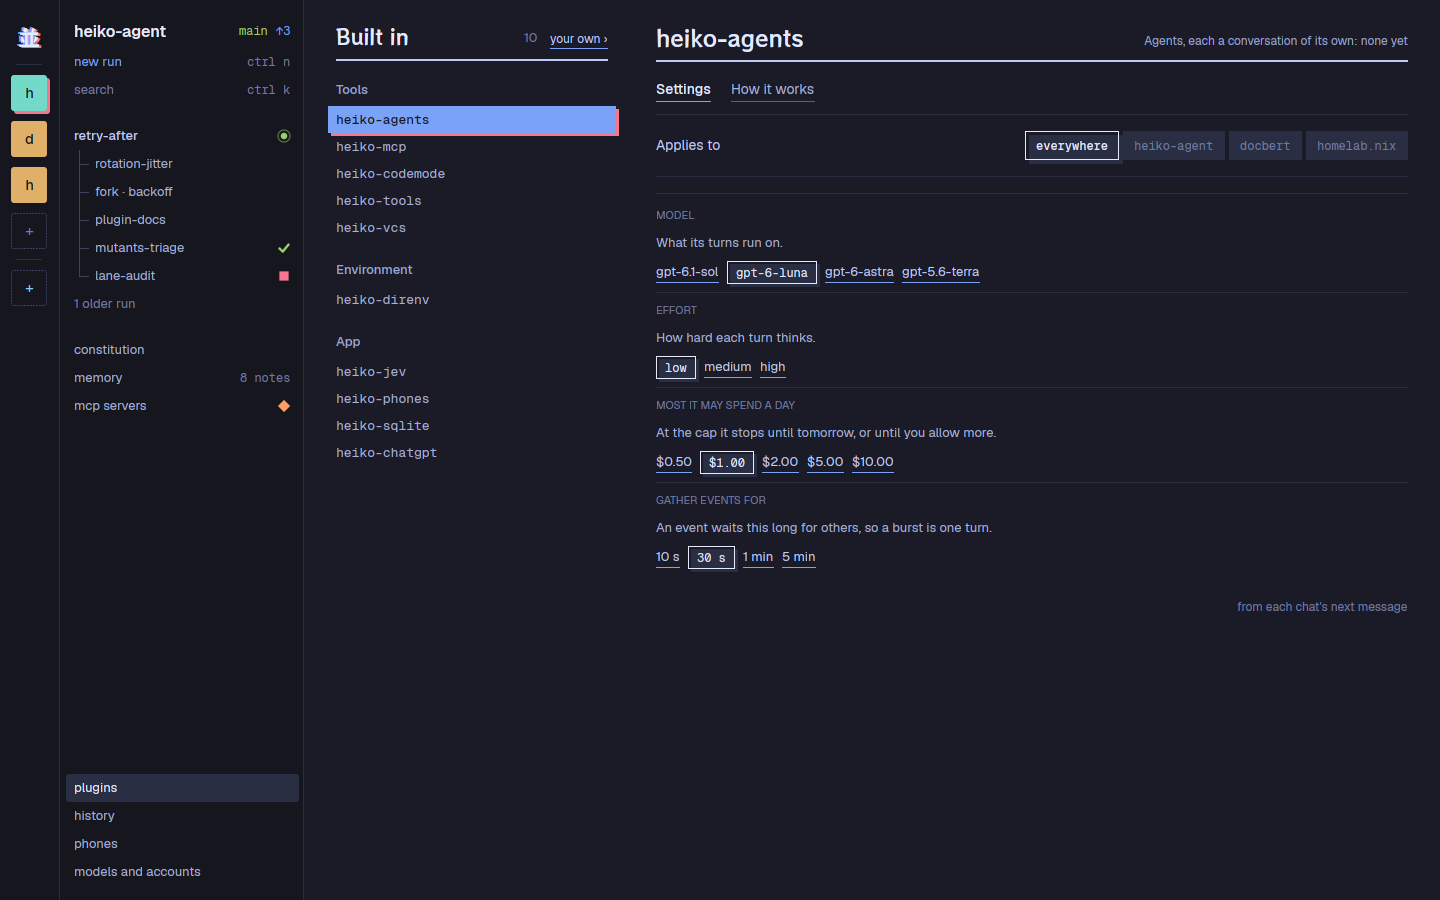 h
d
h
+
+
heiko-agent main ↑3
new run ctrl n
search ctrl k
retry-after
rotation-jitter
fork · backoff
plugin-docs
mutants-triage
lane-audit
1 older run
constitution
memory 8 notes
mcp servers
plugins
history
phones
models and accounts
Built in 10 your own ›
Tools
heiko-agents
heiko-mcp
heiko-codemode
heiko-tools
heiko-vcs
Environment
heiko-direnv
App
heiko-jev
heiko-phones
heiko-sqlite
heiko-chatgpt
heiko-agents Agents, each a conversation of its own: none yet
Settings How it works
Applies to everywhere heiko-agent docbert homelab.nix
MODEL
What its turns run on.
gpt-6.1-sol gpt-6-luna gpt-6-astra gpt-5.6-terra
EFFORT
How hard each turn thinks.
low medium high
MOST IT MAY SPEND A DAY
At the cap it stops until tomorrow, or until you allow more.
$0.50 $1.00 $2.00 $5.00 $10.00
GATHER EVENTS FOR
An event waits this long for others, so a burst is one turn.
10 s 30 s 1 min 5 min
from each chat's next message